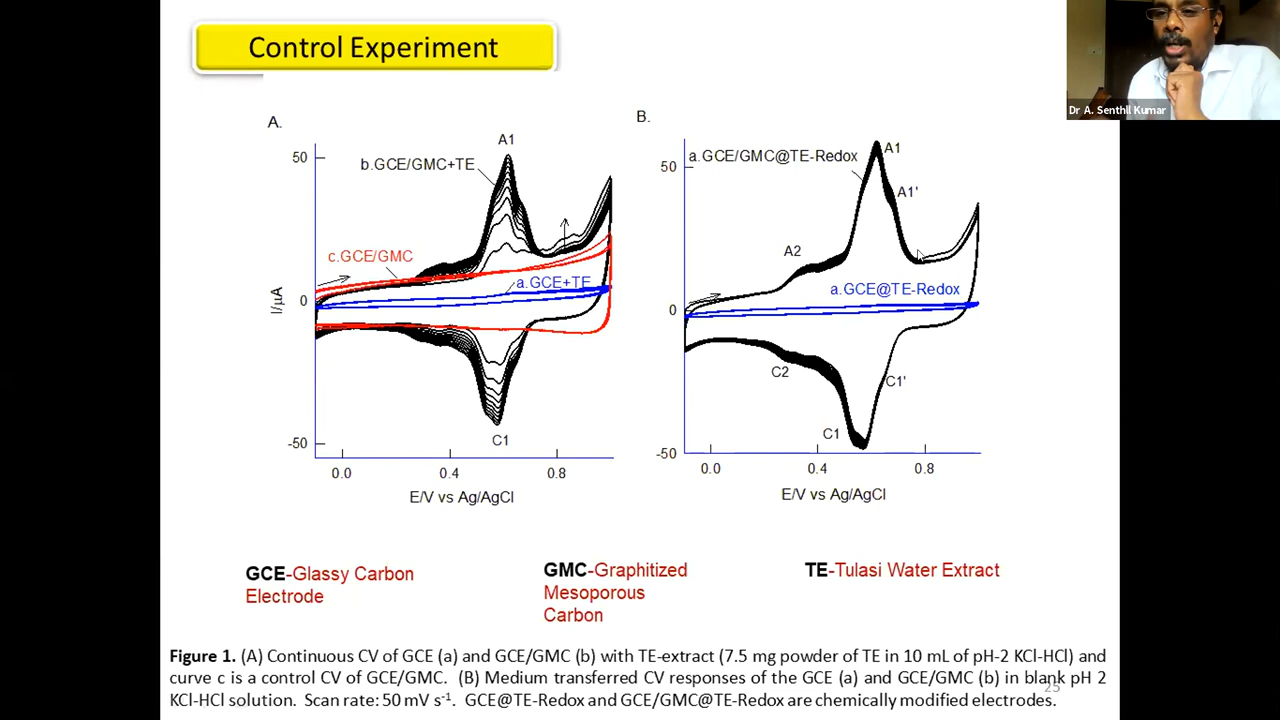 Control Experiment
Dr A. Senthil Kumar
A.
A1
50
b.GCE/GMC+TE
c.GCE/GMC
a.GCE+TE
0
I/μA
-50
C1
0.0 0.4 0.8
E/V vs Ag/AgCl
B.
a.GCE/GMC@TE-Redox
A1
50
A1'
A2
a.GCE@TE-Redox
0
C2
C1'
C1
-50
0.0 0.4 0.8
E/V vs Ag/AgCl
GCE-Glassy Carbon
Electrode
GMC-Graphitized
Mesoporous
Carbon
TE-Tulasi Water Extract
Figure 1. (A) Continuous CV of GCE (a) and GCE/GMC (b) with TE-extract (7.5 mg powder of TE in 10 mL of pH-2 KCl-HCl) and
curve c is a control CV of GCE/GMC. (B) Medium transferred CV responses of the GCE (a) and GCE/GMC (b) in blank pH 2
KCl-HCl solution. Scan rate: 50 mV s-1. GCE@TE-Redox and GCE/GMC@TE-Redox are chemically modified electrodes.
25